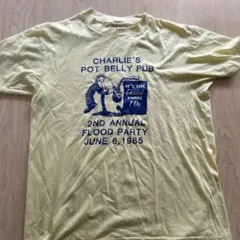 CHARLIE'S
POT BELLY PUB
2ND ANNUAL
FLOOD PARTY
JUNE 6, 1985